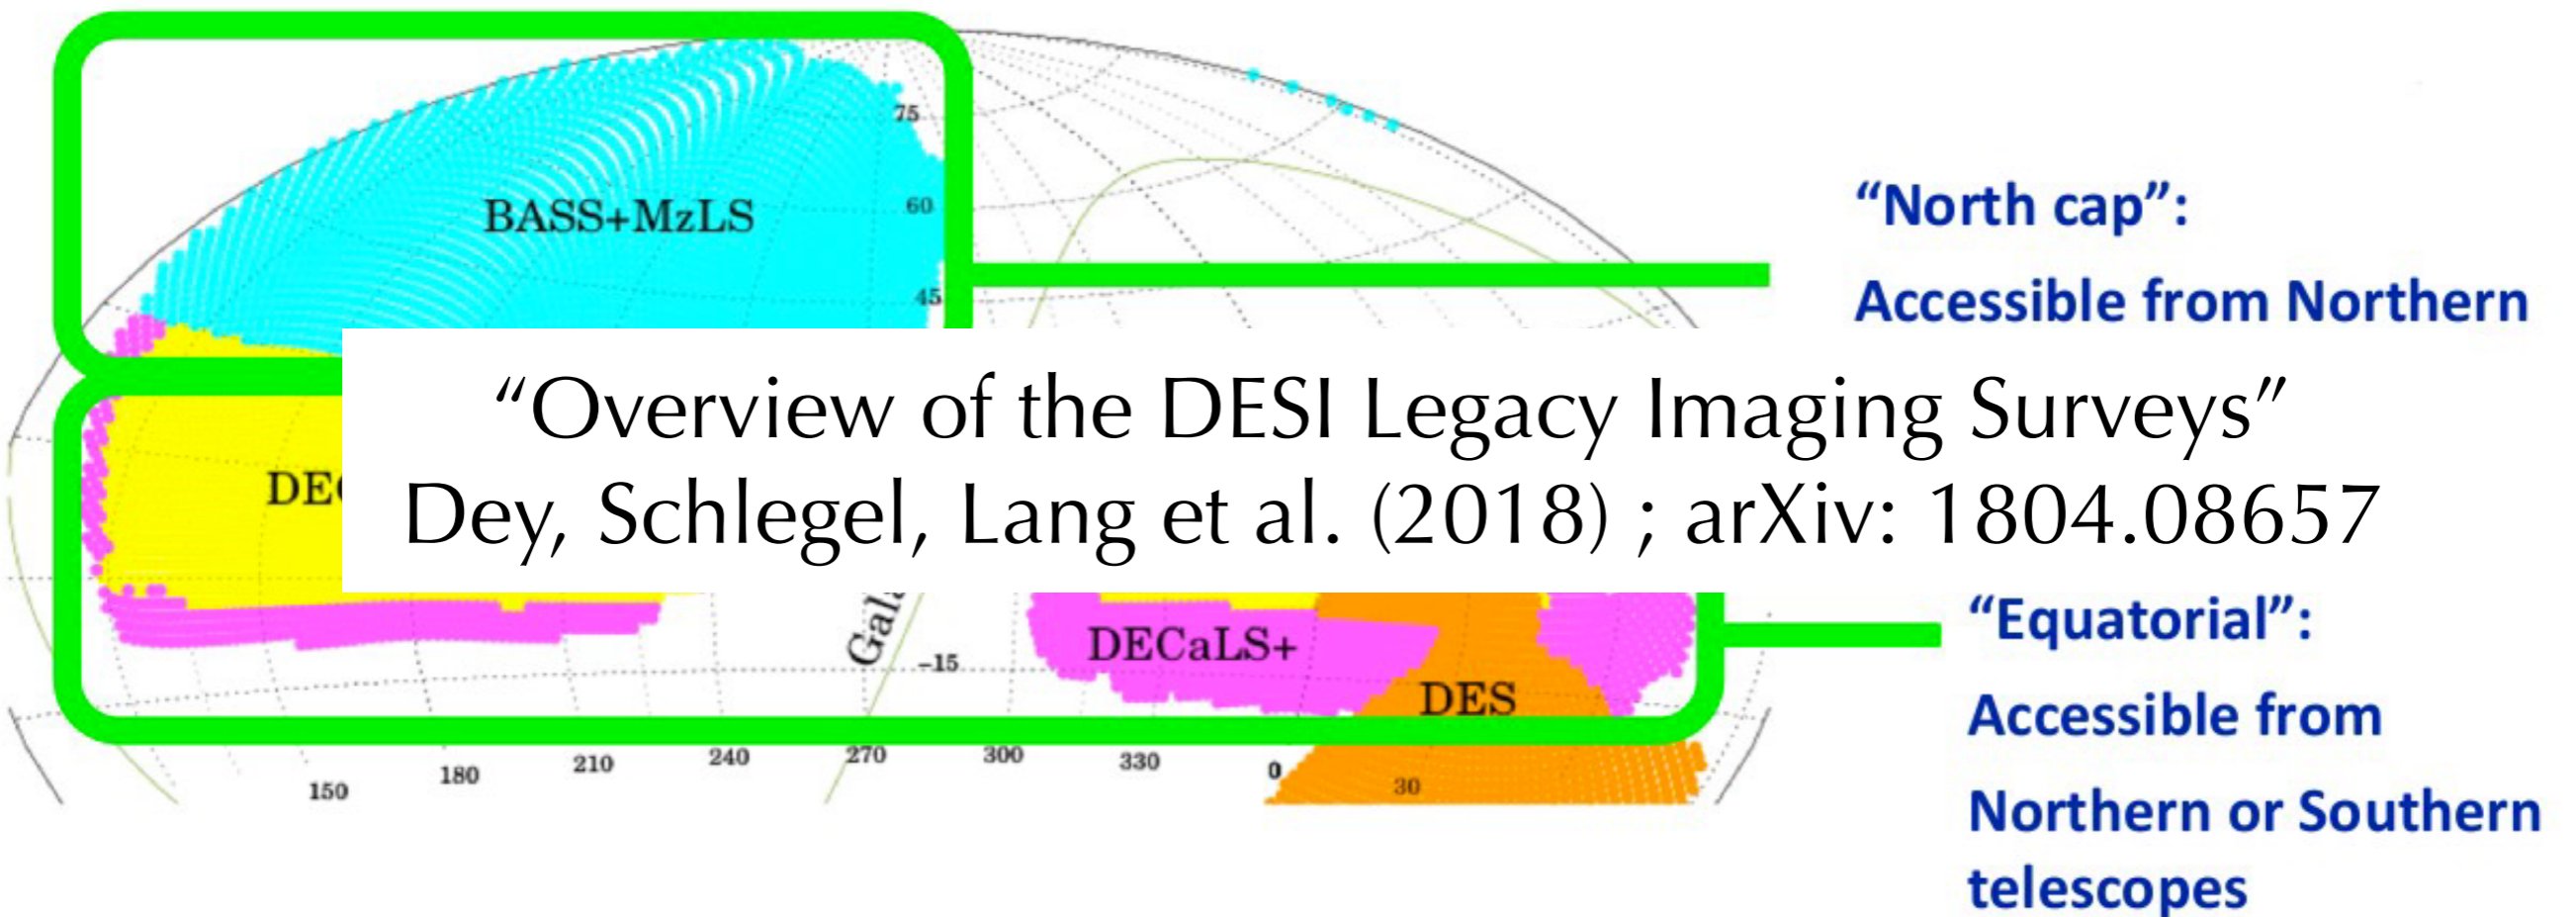 75
BASS+MzLS
60
45
“North cap”:
Accessible from Northern
“Overview of the DESI Legacy Imaging Surveys”
Dey, Schlegel, Lang et al. (2018) ; arXiv: 1804.08657
DECaLS+
-15
DES
“Equatorial”:
Accessible from
Northern or Southern
telescopes
150 180 210 240 270 300 330 0 30